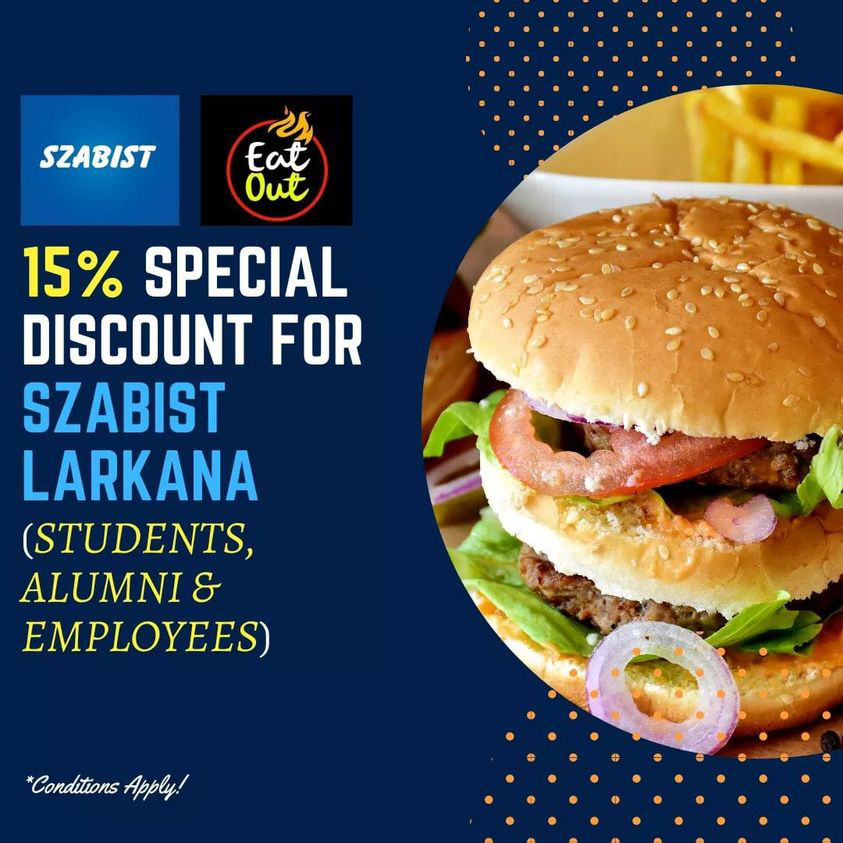 SZABIST
Eat
Out
15% SPECIAL
DISCOUNT FOR
SZABIST
LARKANA
(STUDENTS,
ALUMNI &
EMPLOYEES)
*Conditions Apply!